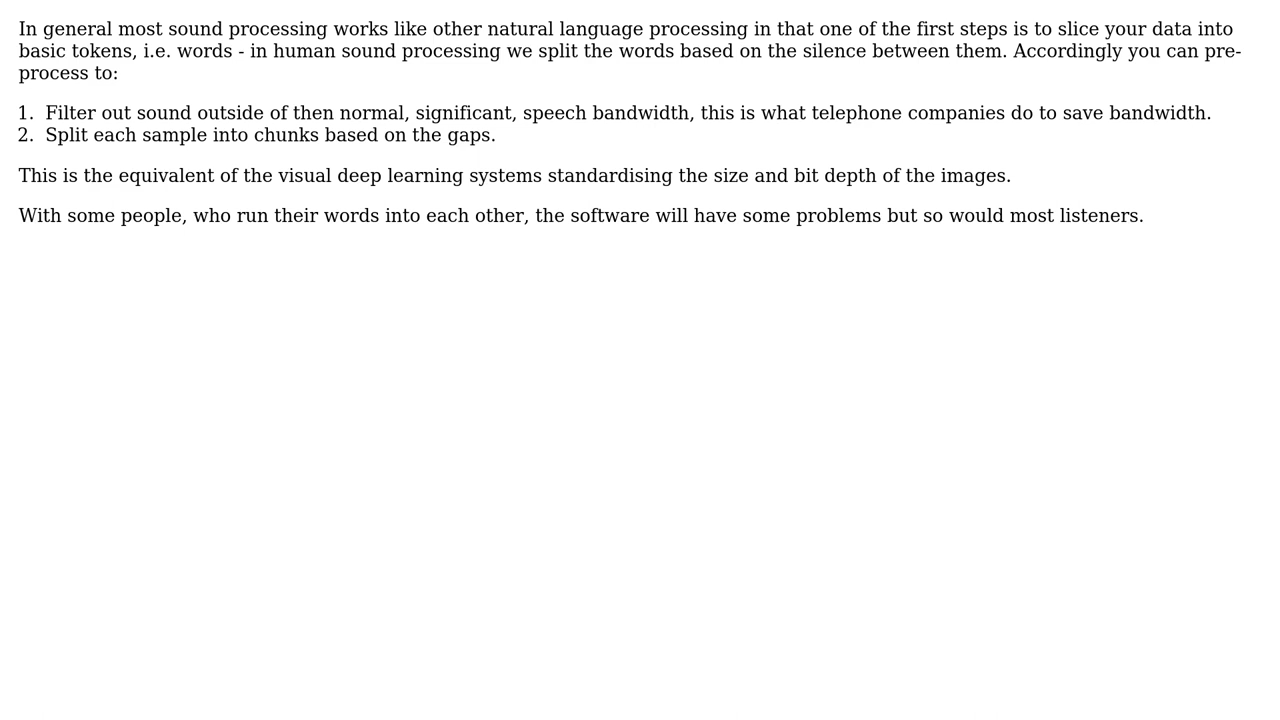 In general most sound processing works like other natural language processing in that one of the first steps is to slice your data into
basic tokens, i.e. words - in human sound processing we split the words based on the silence between them. Accordingly you can pre-
process to:
1. Filter out sound outside of then normal, significant, speech bandwidth, this is what telephone companies do to save bandwidth.
2. Split each sample into chunks based on the gaps.
This is the equivalent of the visual deep learning systems standardising the size and bit depth of the images.
With some people, who run their words into each other, the software will have some problems but so would most listeners.